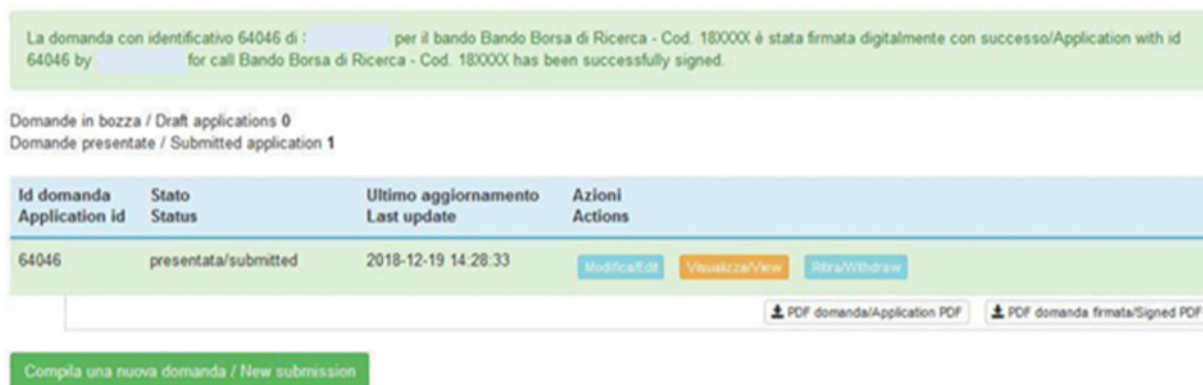 La domanda con identificativo 64046 di : per il bando Bando Borsa di Ricerca - Cod. 18XXXX è stata firmata digitalmente con successo/Application with id
64046 by for call Bando Borsa di Ricerca - Cod. 18XXXX has been successfully signed.
Domande in bozza / Draft applications 0
Domande presentate / Submitted application 1
Id domanda Stato Ultimo aggiornamento Azioni
Application id Status Last update Actions
64046 presentata/submitted 2018-12-19 14:28:33 Modifica/Edit Visualizza/View Ritira/Withdraw
PDF domanda/Application PDF PDF domanda firmata/Signed PDF
Compila una nuova domanda / New submission